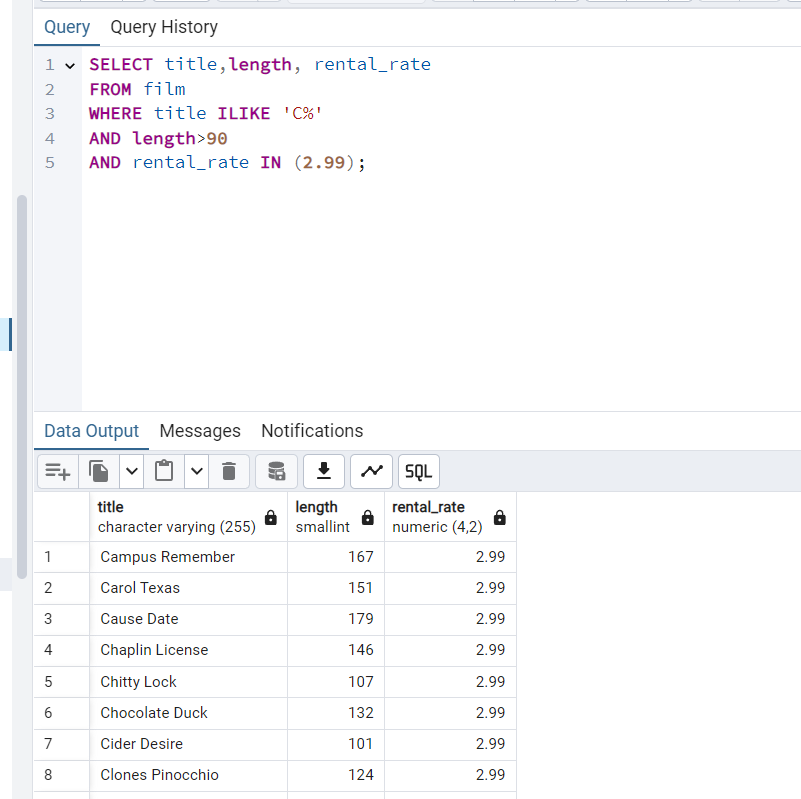 Query Query History
1 SELECT title,length, rental_rate
2 FROM film
3 WHERE title ILIKE 'C%'
4 AND length>90
5 AND rental_rate IN (2.99);
Data Output Messages Notifications
SQL
title length rental_rate
character varying (255) smallint numeric (4,2)
1 Campus Remember 167 2.99
2 Carol Texas 151 2.99
3 Cause Date 179 2.99
4 Chaplin License 146 2.99
5 Chitty Lock 107 2.99
6 Chocolate Duck 132 2.99
7 Cider Desire 101 2.99
8 Clones Pinocchio 124 2.99